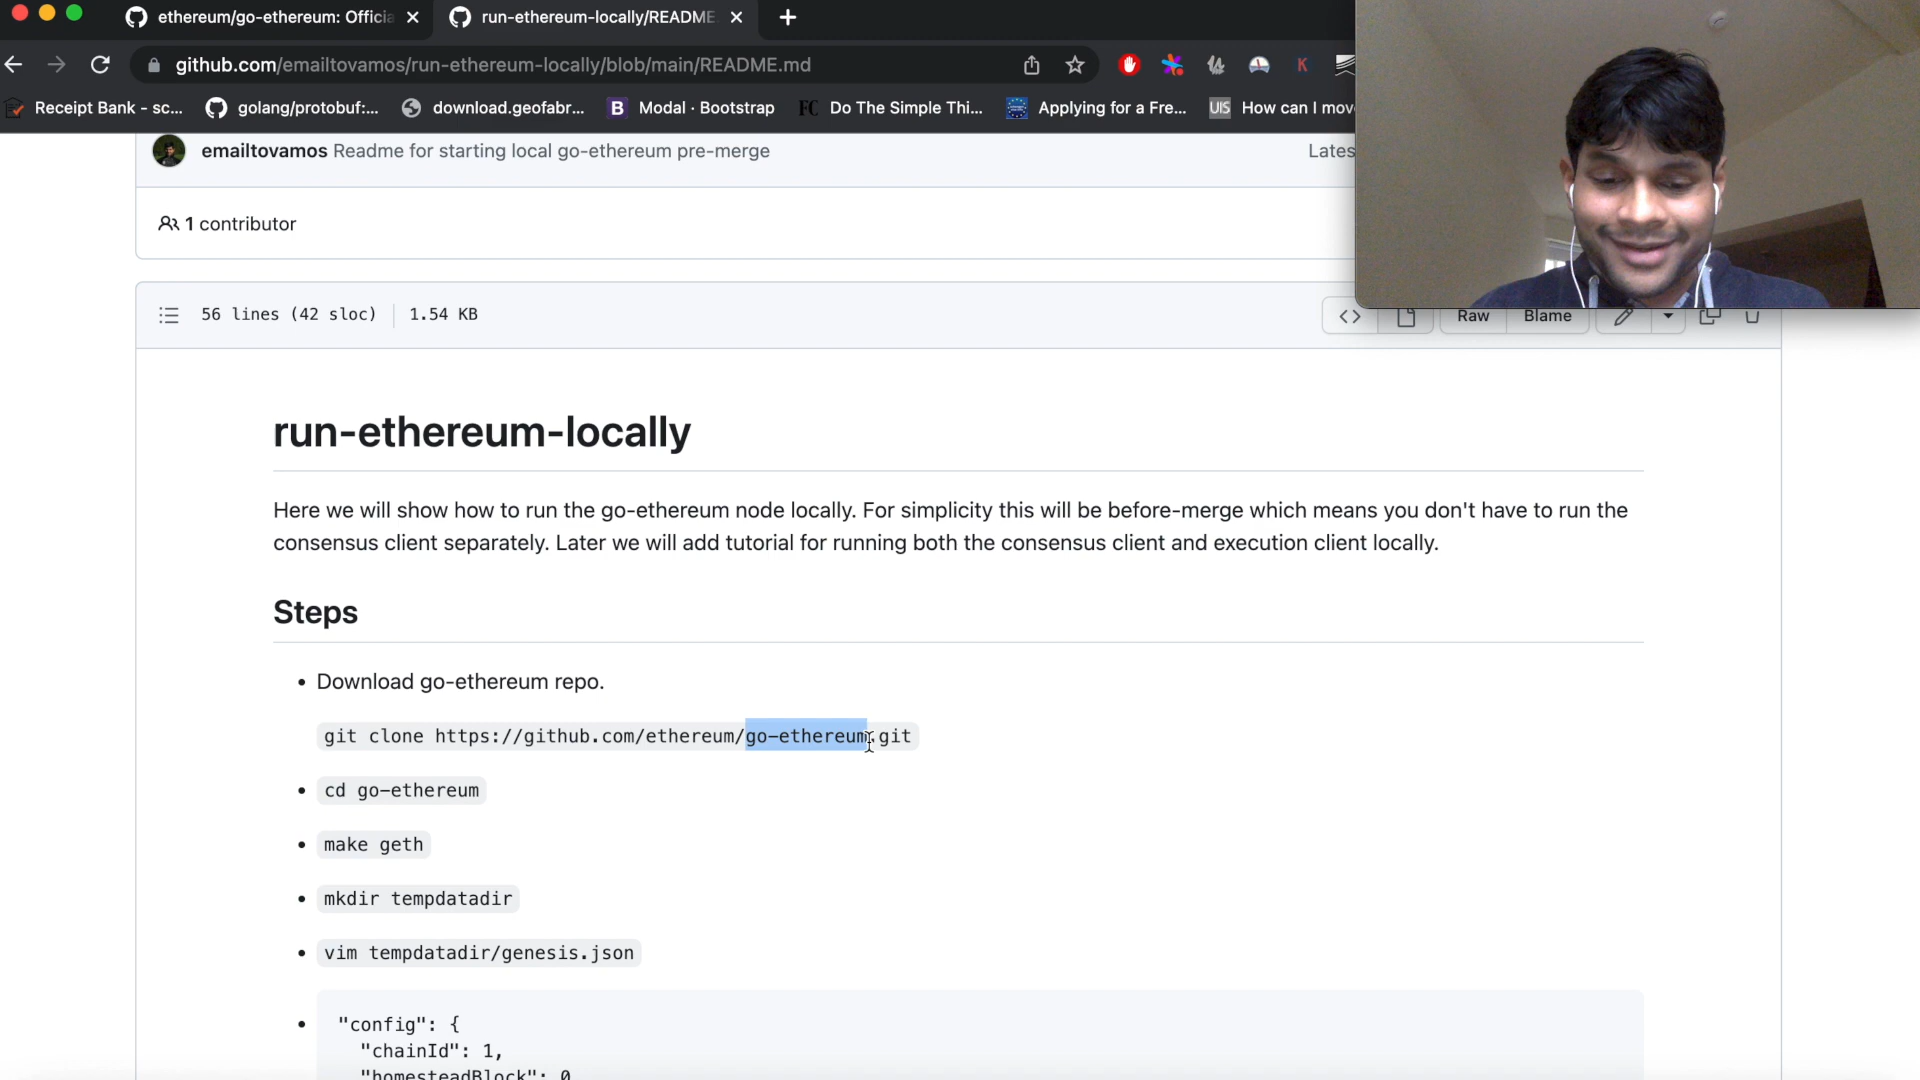 ethereum/go-ethereum: Officia
run-ethereum-locally/README
github.com/emailtovamos/run-ethereum-locally/blob/main/README.md
K
Receipt Bank - sc...
golang/protobuf:...
download.geofabr...
B Modal · Bootstrap
FC Do The Simple Thi...
Applying for a Fre...
UIS How can I mov
emailtovamos Readme for starting local go-ethereum pre-merge
Lates
1 contributor
56 lines (42 sloc)
1.54 KB
<>
Raw
Blame
run-ethereum-locally
Here we will show how to run the go-ethereum node locally. For simplicity this will be before-merge which means you don't have to run the
consensus client separately. Later we will add tutorial for running both the consensus client and execution client locally.
Steps
• Download go-ethereum repo.
git clone https://github.com/ethereum/go-ethereum.git
• cd go-ethereum
• make geth
• mkdir tempdatadir
• vim tempdatadir/genesis.json
• "config": {
"chainId": 1,
"homesteadBlock": 0